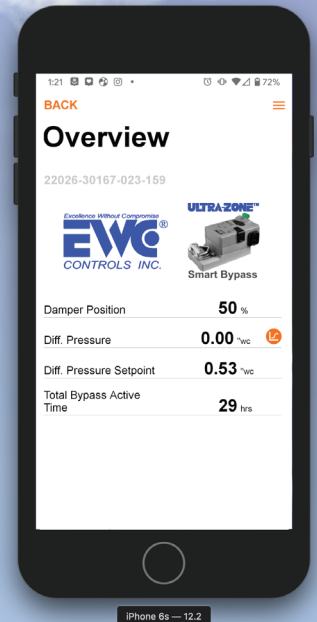 1:21
72%
BACK
Overview
22026-30167-023-159
Excellence Without Compromise
EWC®
CONTROLS INC.
ULTRA-ZONE™
Smart Bypass
Damper Position 50 %
Diff. Pressure 0.00 "wc
Diff. Pressure Setpoint 0.53 "wc
Total Bypass Active
Time 29 hrs
iPhone 6s — 12.2